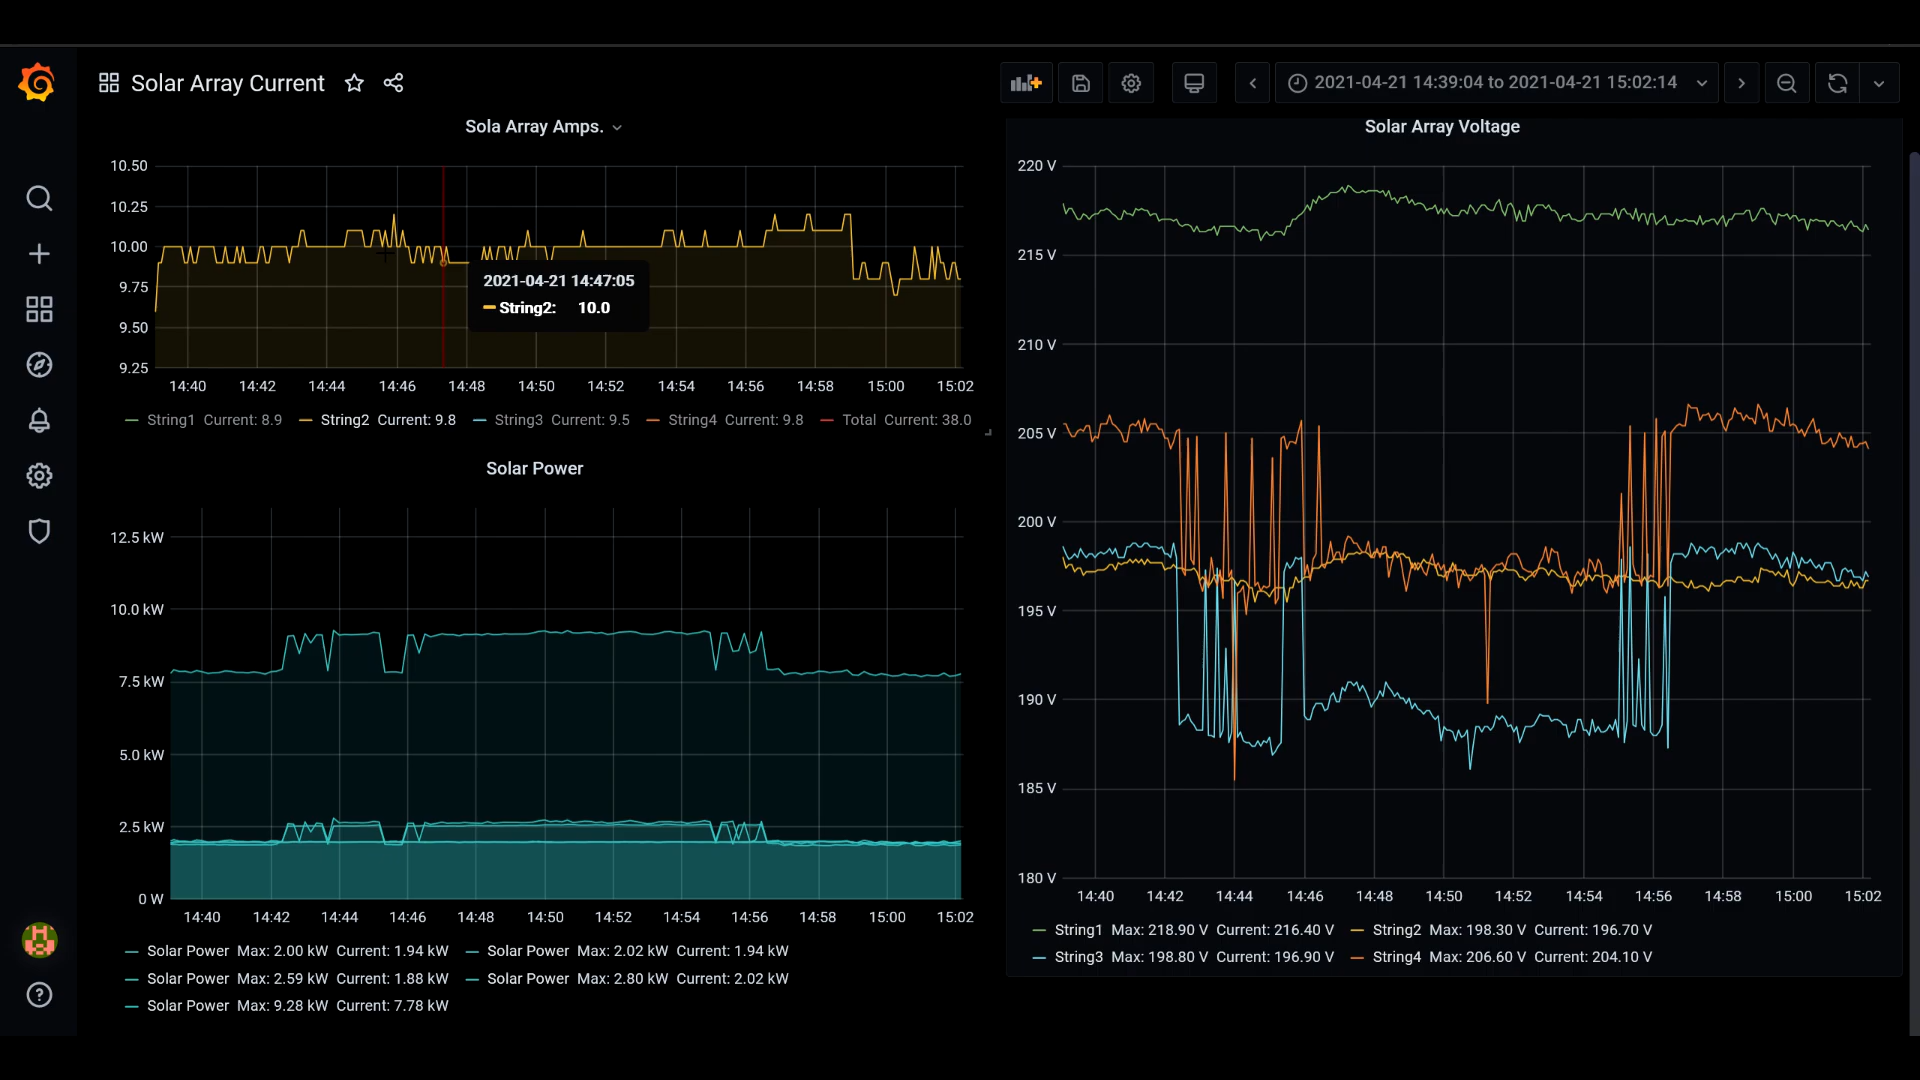 Solar Array Current
2021-04-21 14:39:04 to 2021-04-21 15:02:14
Sola Array Amps.
10.50
10.25
10.00
9.75
9.50
9.25
2021-04-21 14:47:05
String2: 10.0
14:40 14:42 14:44 14:46 14:48 14:50 14:52 14:54 14:56 14:58 15:00 15:02
String1 Current: 8.9 String2 Current: 9.8 String3 Current: 9.5 String4 Current: 9.8 Total Current: 38.0
Solar Power
12.5 kW
10.0 kW
7.5 kW
5.0 kW
2.5 kW
0 W
14:40 14:42 14:44 14:46 14:48 14:50 14:52 14:54 14:56 14:58 15:00 15:02
Solar Power Max: 2.00 kW Current: 1.94 kW Solar Power Max: 2.02 kW Current: 1.94 kW
Solar Power Max: 2.59 kW Current: 1.88 kW Solar Power Max: 2.80 kW Current: 2.02 kW
Solar Power Max: 9.28 kW Current: 7.78 kW
Solar Array Voltage
220 V
215 V
210 V
205 V
200 V
195 V
190 V
185 V
180 V
14:40 14:42 14:44 14:46 14:48 14:50 14:52 14:54 14:56 14:58 15:00 15:02
String1 Max: 218.90 V Current: 216.40 V String2 Max: 198.30 V Current: 196.70 V
String3 Max: 198.80 V Current: 196.90 V String4 Max: 206.60 V Current: 204.10 V